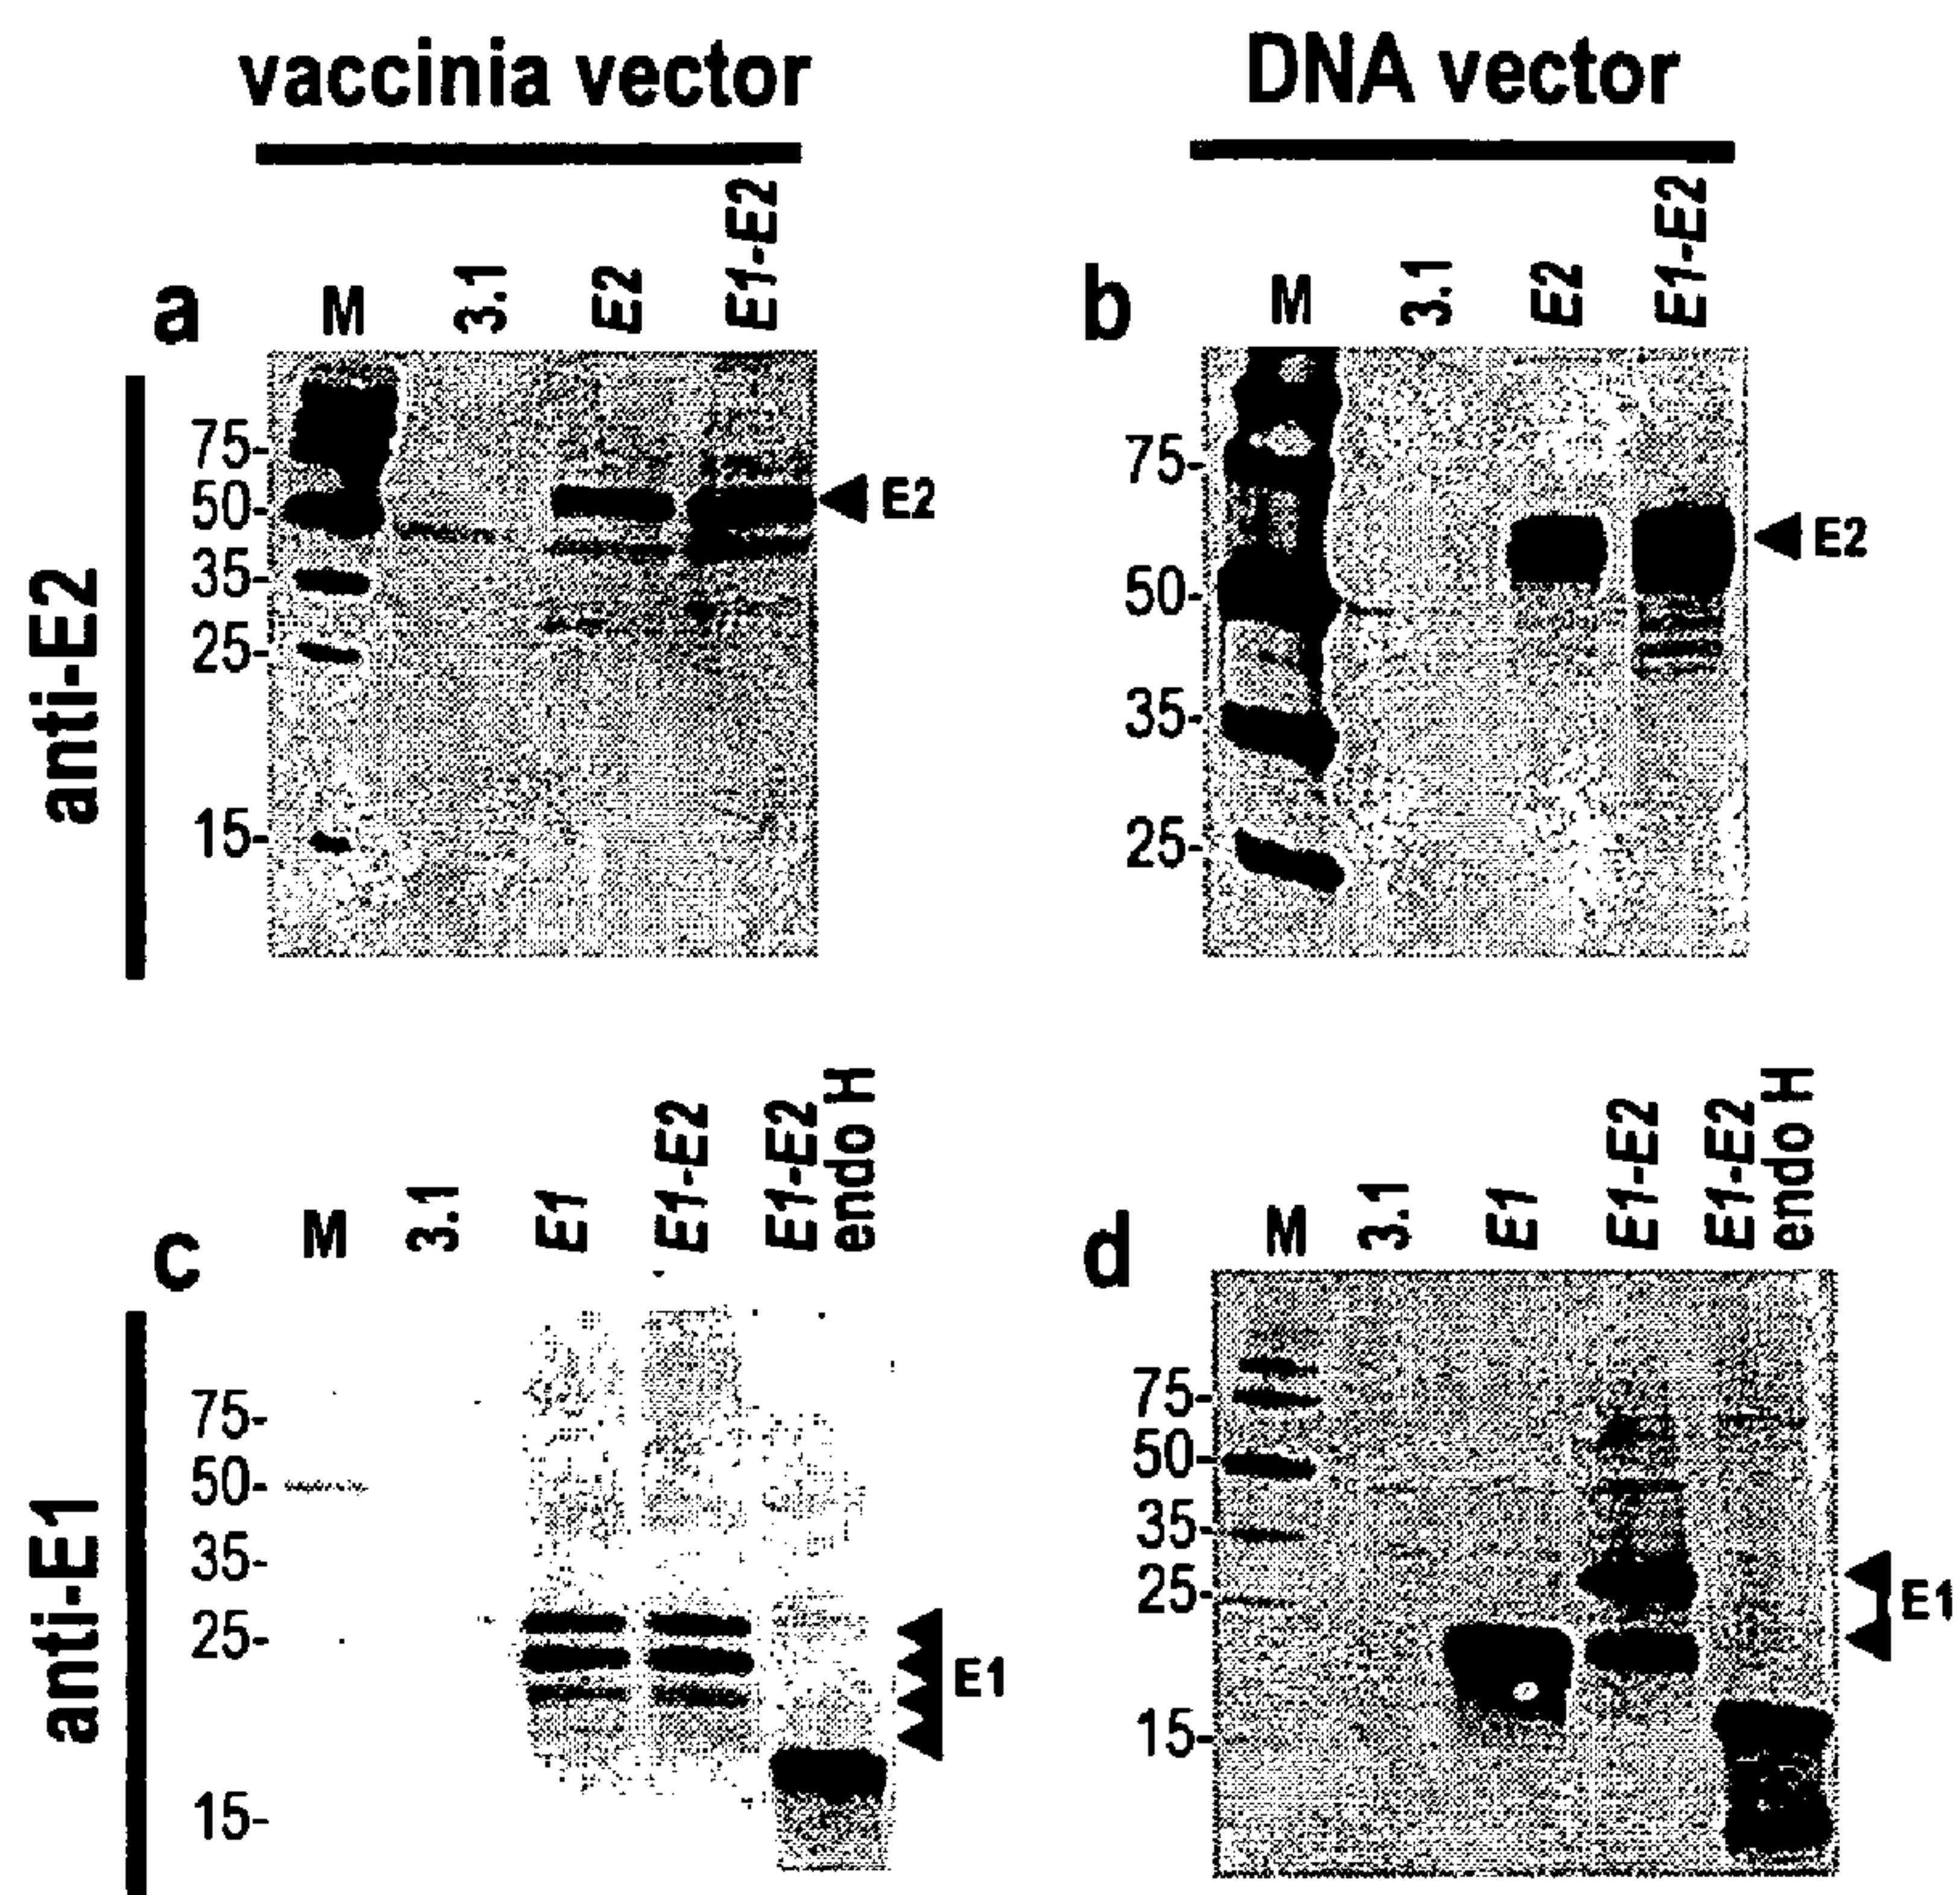 vaccinia vector
DNA vector
a
M
3.1
E2
E1-E2
b
M
3.1
E2
E1-E2
anti-E2
75-
50-
35-
25-
15-
E2
75-
50-
35-
25-
E2
c
M
3.1
E1
E1-E2
E1-E2
endo H
d
M
3.1
E1
E1-E2
E1-E2
endo H
anti-E1
75-
50-
35-
25-
15-
E1
75-
50-
35-
25-
15-
E1